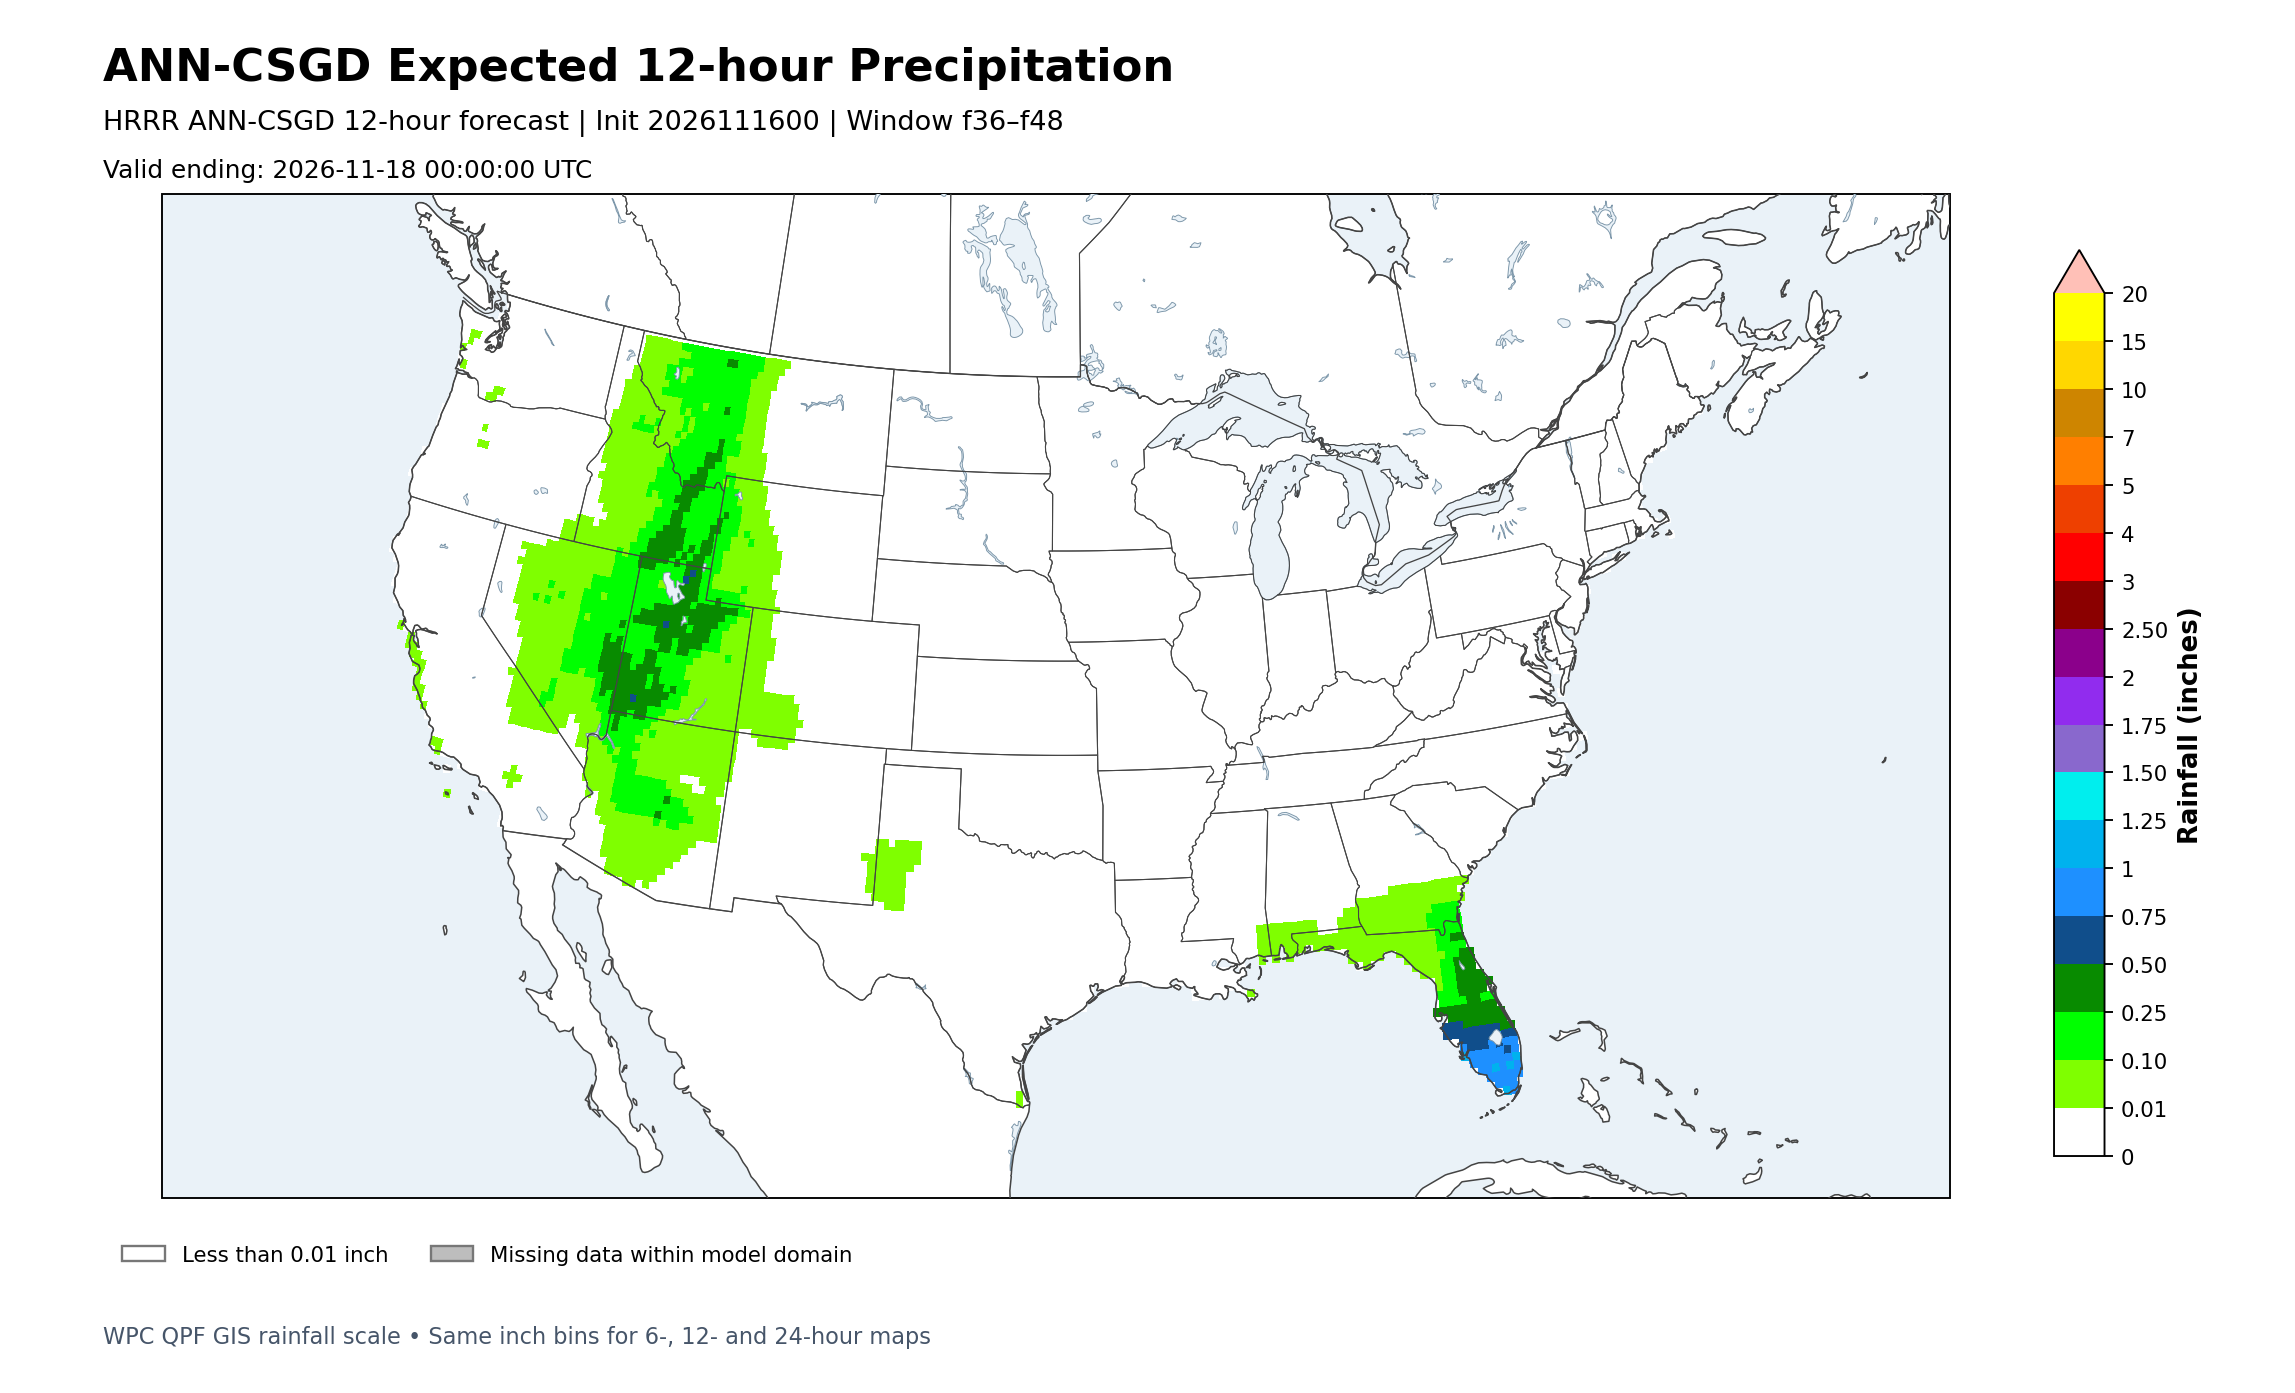 ANN-CSGD Expected 12-hour Precipitation
HRRR ANN-CSGD 12-hour forecast | Init 2026111600 | Window f36–f48
Valid ending: 2026-11-18 00:00:00 UTC
20
15
10
7
5
4
3
2.50
2
1.75
1.50
1.25
1
0.75
0.50
0.25
0.10
0.01
0
Rainfall (inches)
Less than 0.01 inch
Missing data within model domain
WPC QPF GIS rainfall scale • Same inch bins for 6-, 12- and 24-hour maps